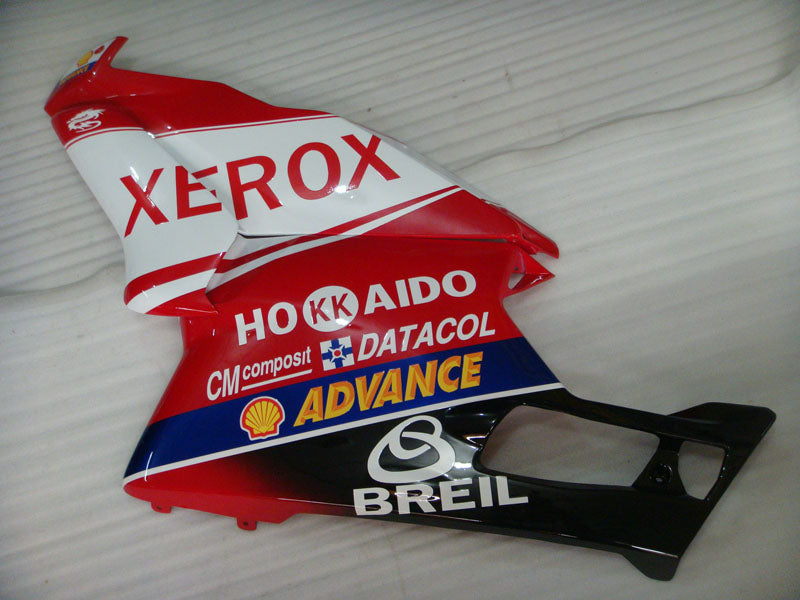 XEROX
HOKKAIDO
CM composit DATACOL
ADVANCE
BREIL